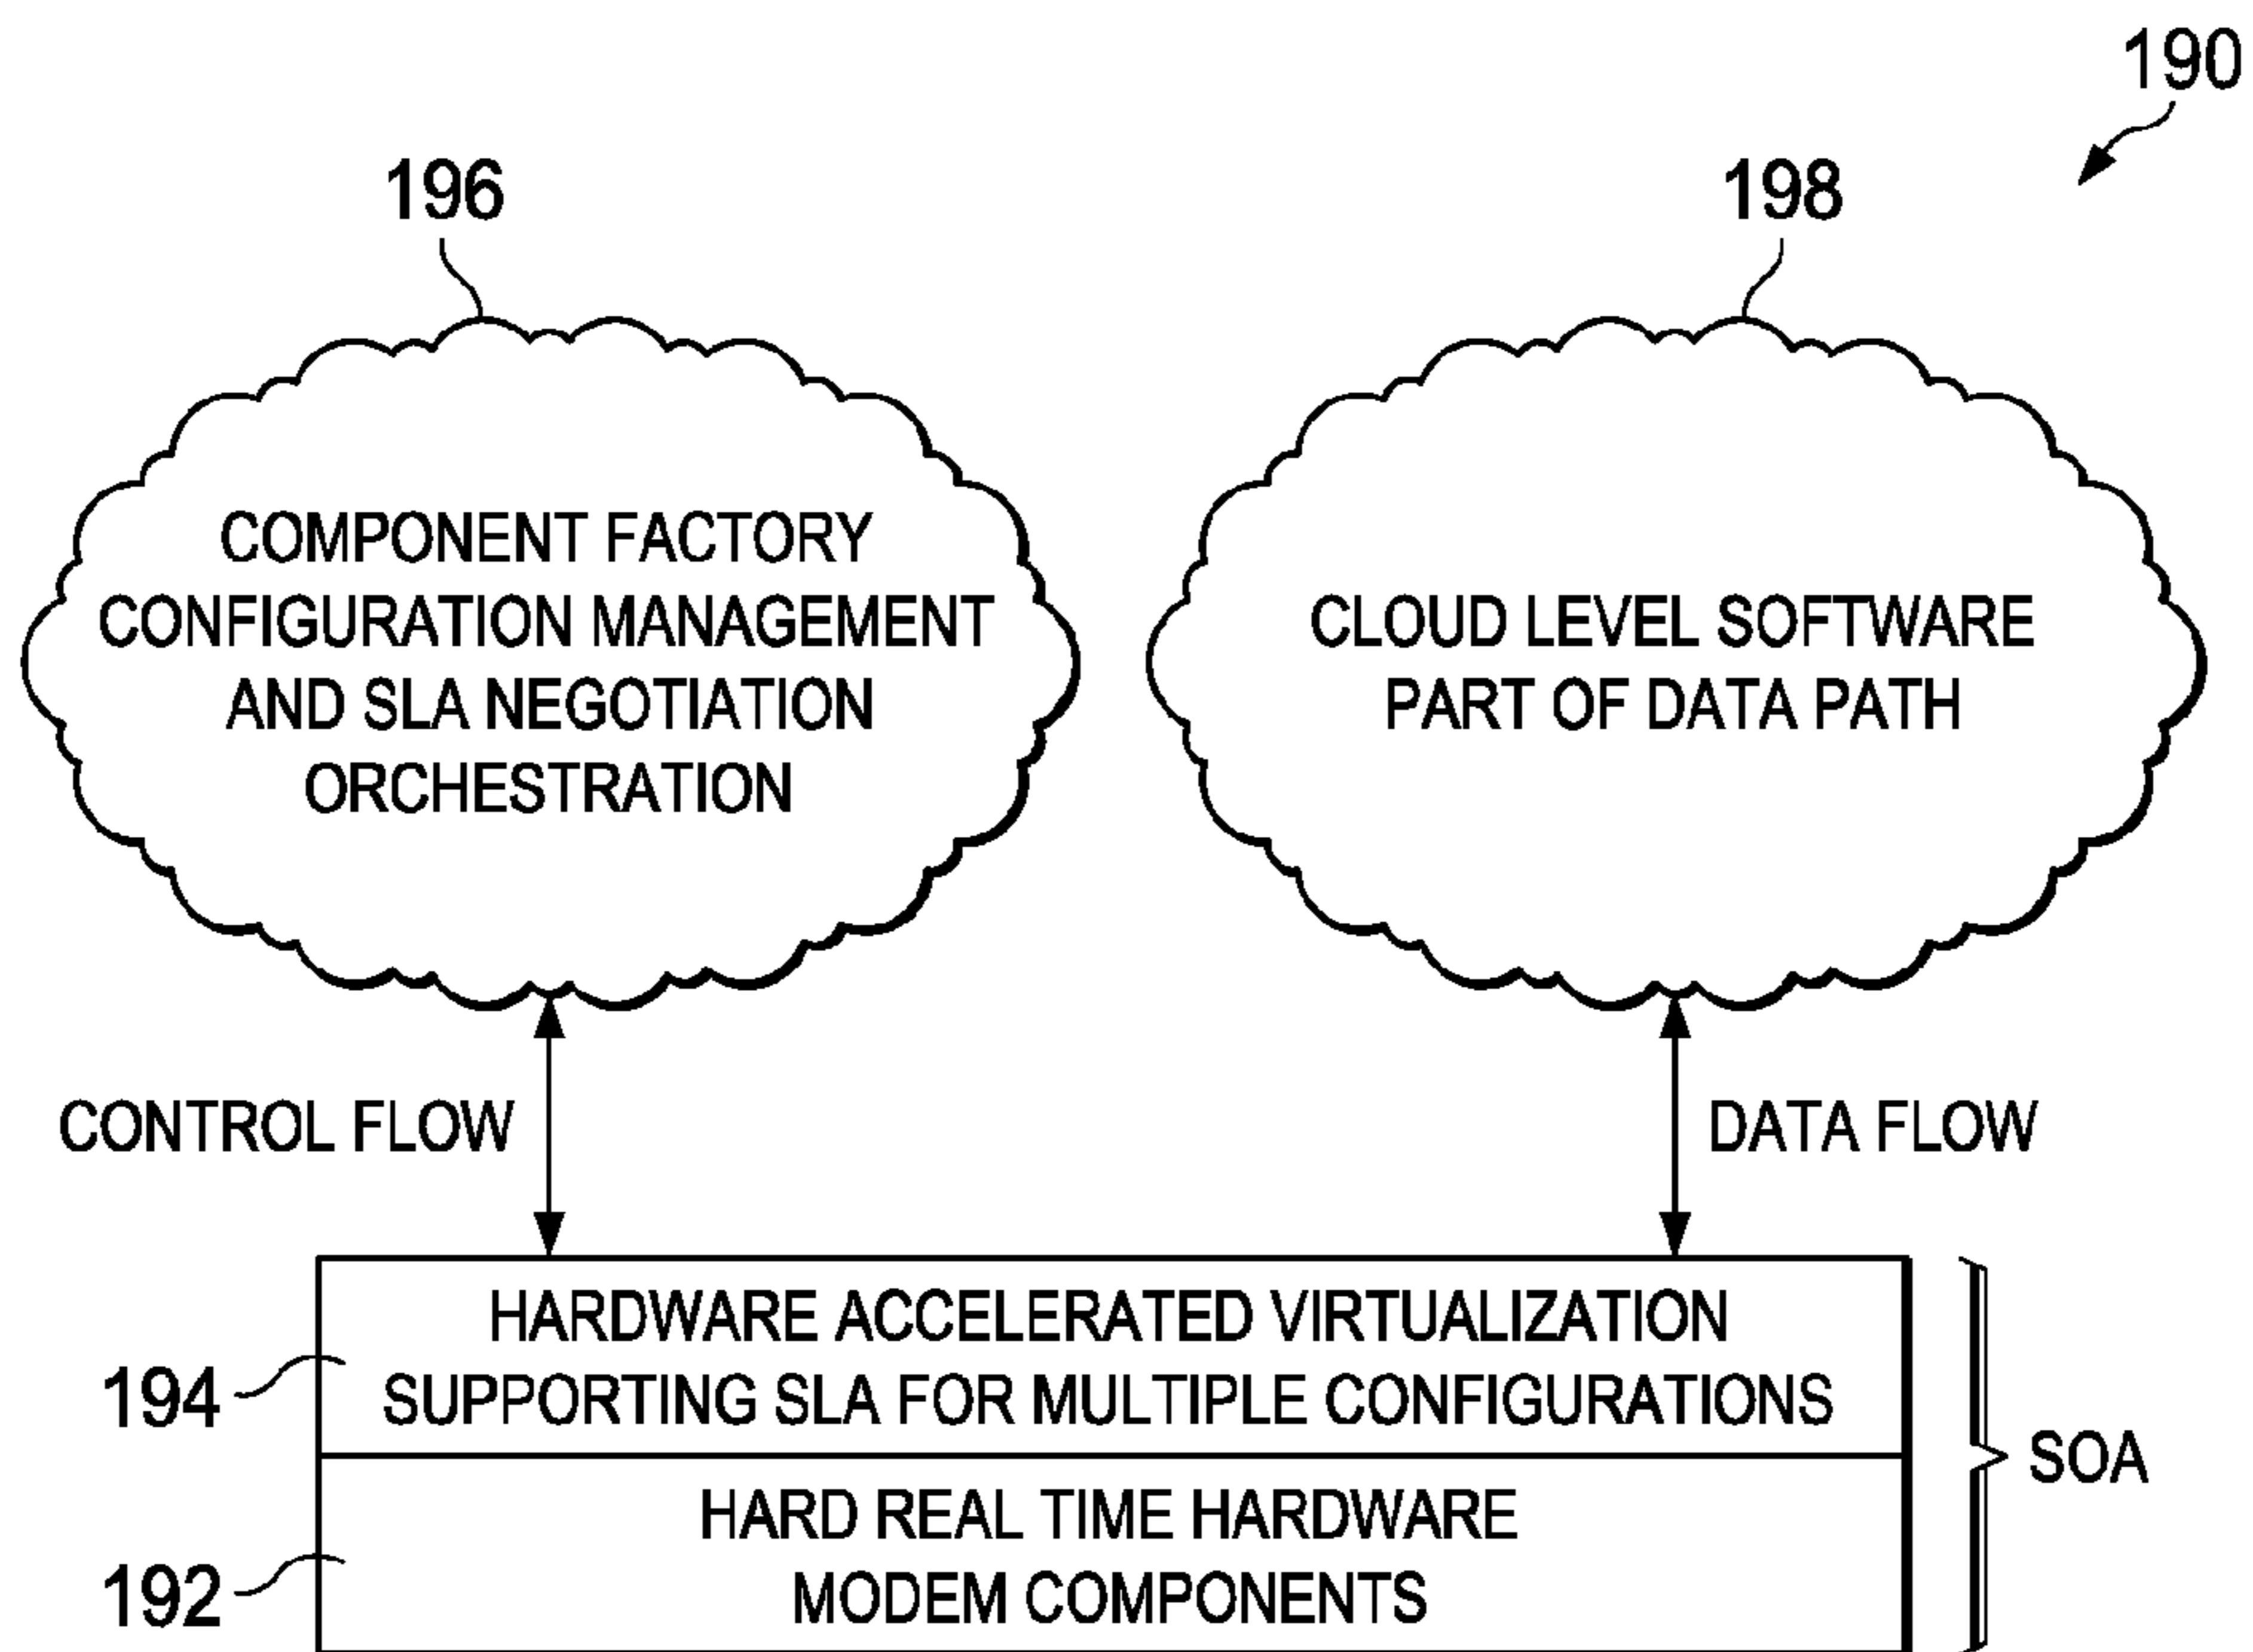 190
196
198
COMPONENT FACTORY
CONFIGURATION MANAGEMENT
AND SLA NEGOTIATION
ORCHESTRATION
CLOUD LEVEL SOFTWARE
PART OF DATA PATH
CONTROL FLOW
DATA FLOW
HARDWARE ACCELERATED VIRTUALIZATION
SUPPORTING SLA FOR MULTIPLE CONFIGURATIONS
194
SOA
HARD REAL TIME HARDWARE
MODEM COMPONENTS
192